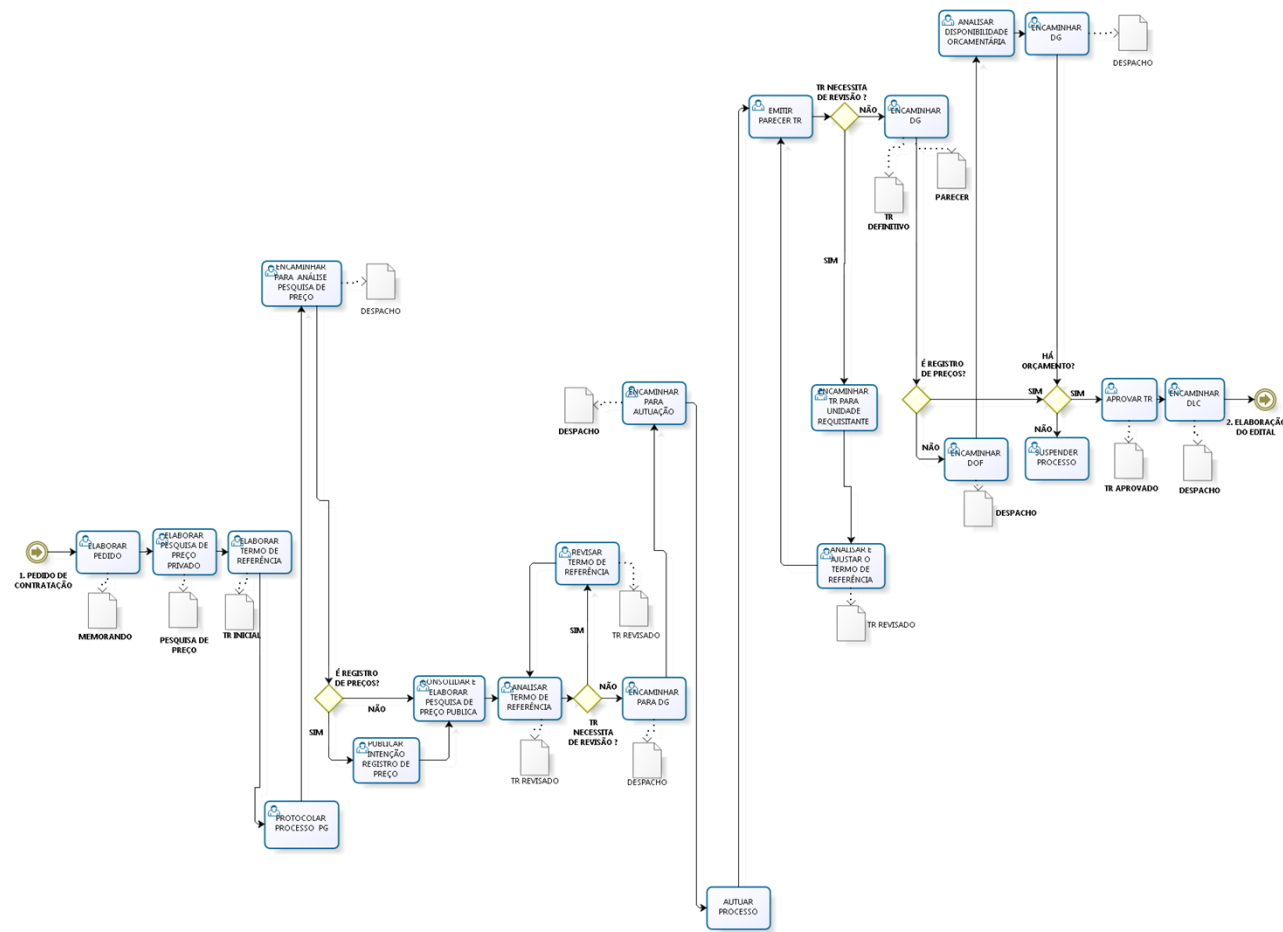 1. PEDIDO DE
CONTRATAÇÃO
ELABORAR
PEDIDO
MEMORANDO
ELABORAR
PESQUISA DE
PREÇO
PRIVADO
PESQUISA DE
PREÇO
ELABORAR
TERMO DE
REFERÊNCIA
TR INICIAL
PROTOCOLAR
PROCESSO PG
ENCAMINHAR
PARA ANÁLISE
PESQUISA DE
PREÇO
DESPACHO
É REGISTRO
DE PREÇOS?
NÃO
SIM
PUBLICAR
INTENÇÃO
REGISTRO DE
PREÇO
CONSOLIDAR E
ELABORAR
PESQUISA DE
PREÇO PUBLICA
ANALISAR
TERMO DE
REFERÊNCIA
TR REVISADO
TR
NECESSITA
DE REVISÃO ?
SIM
REVISAR
TERMO DE
REFERÊNCIA
TR REVISADO
NÃO
ENCAMINHAR
PARA DG
DESPACHO
ENCAMINHAR
PARA
AUTUAÇÃO
DESPACHO
AUTUAR
PROCESSO
EMITIR
PARECER TR
TR NECESSITA
DE REVISÃO ?
NÃO
ENCAMINHAR
DG
TR
DEFINITIVO
PARECER
SIM
ENCAMINHAR
TR PARA
UNIDADE
REQUISITANTE
ANALISAR E
AJUSTAR O
TERMO DE
REFERÊNCIA
TR REVISADO
É REGISTRO
DE PREÇOS?
SIM
NÃO
ENCAMINHAR
DOF
DESPACHO
ANALISAR
DISPONIBILIDADE
ORCAMENTÁRIA
ENCAMINHAR
DG
DESPACHO
HÁ
ORÇAMENTO?
SIM
NÃO
SUSPENDER
PROCESSO
APROVAR TR
TR APROVADO
ENCAMINHAR
DLC
DESPACHO
2. ELABORAÇÃO
DO EDITAL